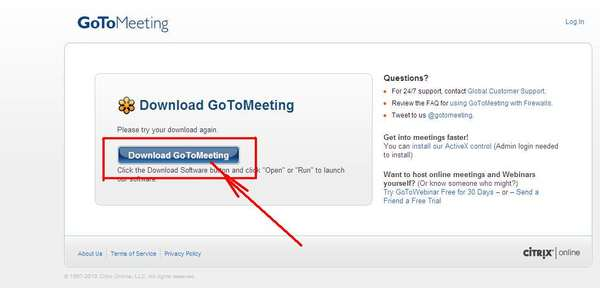 GoToMeeting
Log In
Download GoToMeeting
Please try your download again.
Download GoToMeeting
Click the Download Software button and click "Open" or "Run" to launch
our software.
Questions?
For 24/7 support, contact Global Customer Support.
Review the FAQ for using GoToMeeting with Firewalls.
Tweet to us @gotomeeting.
Get into meetings faster!
You can install our ActiveX control (Admin login needed
to install)
Want to host online meetings and Webinars
yourself? (Or know someone who might?)
Try GoToWebinar Free for 30 Days – or – Send a
Friend a Free Trial
About Us | Terms of Service | Privacy Policy
CITRIX | online
© 1997-2013 Citrix Online, LLC. All rights reserved.